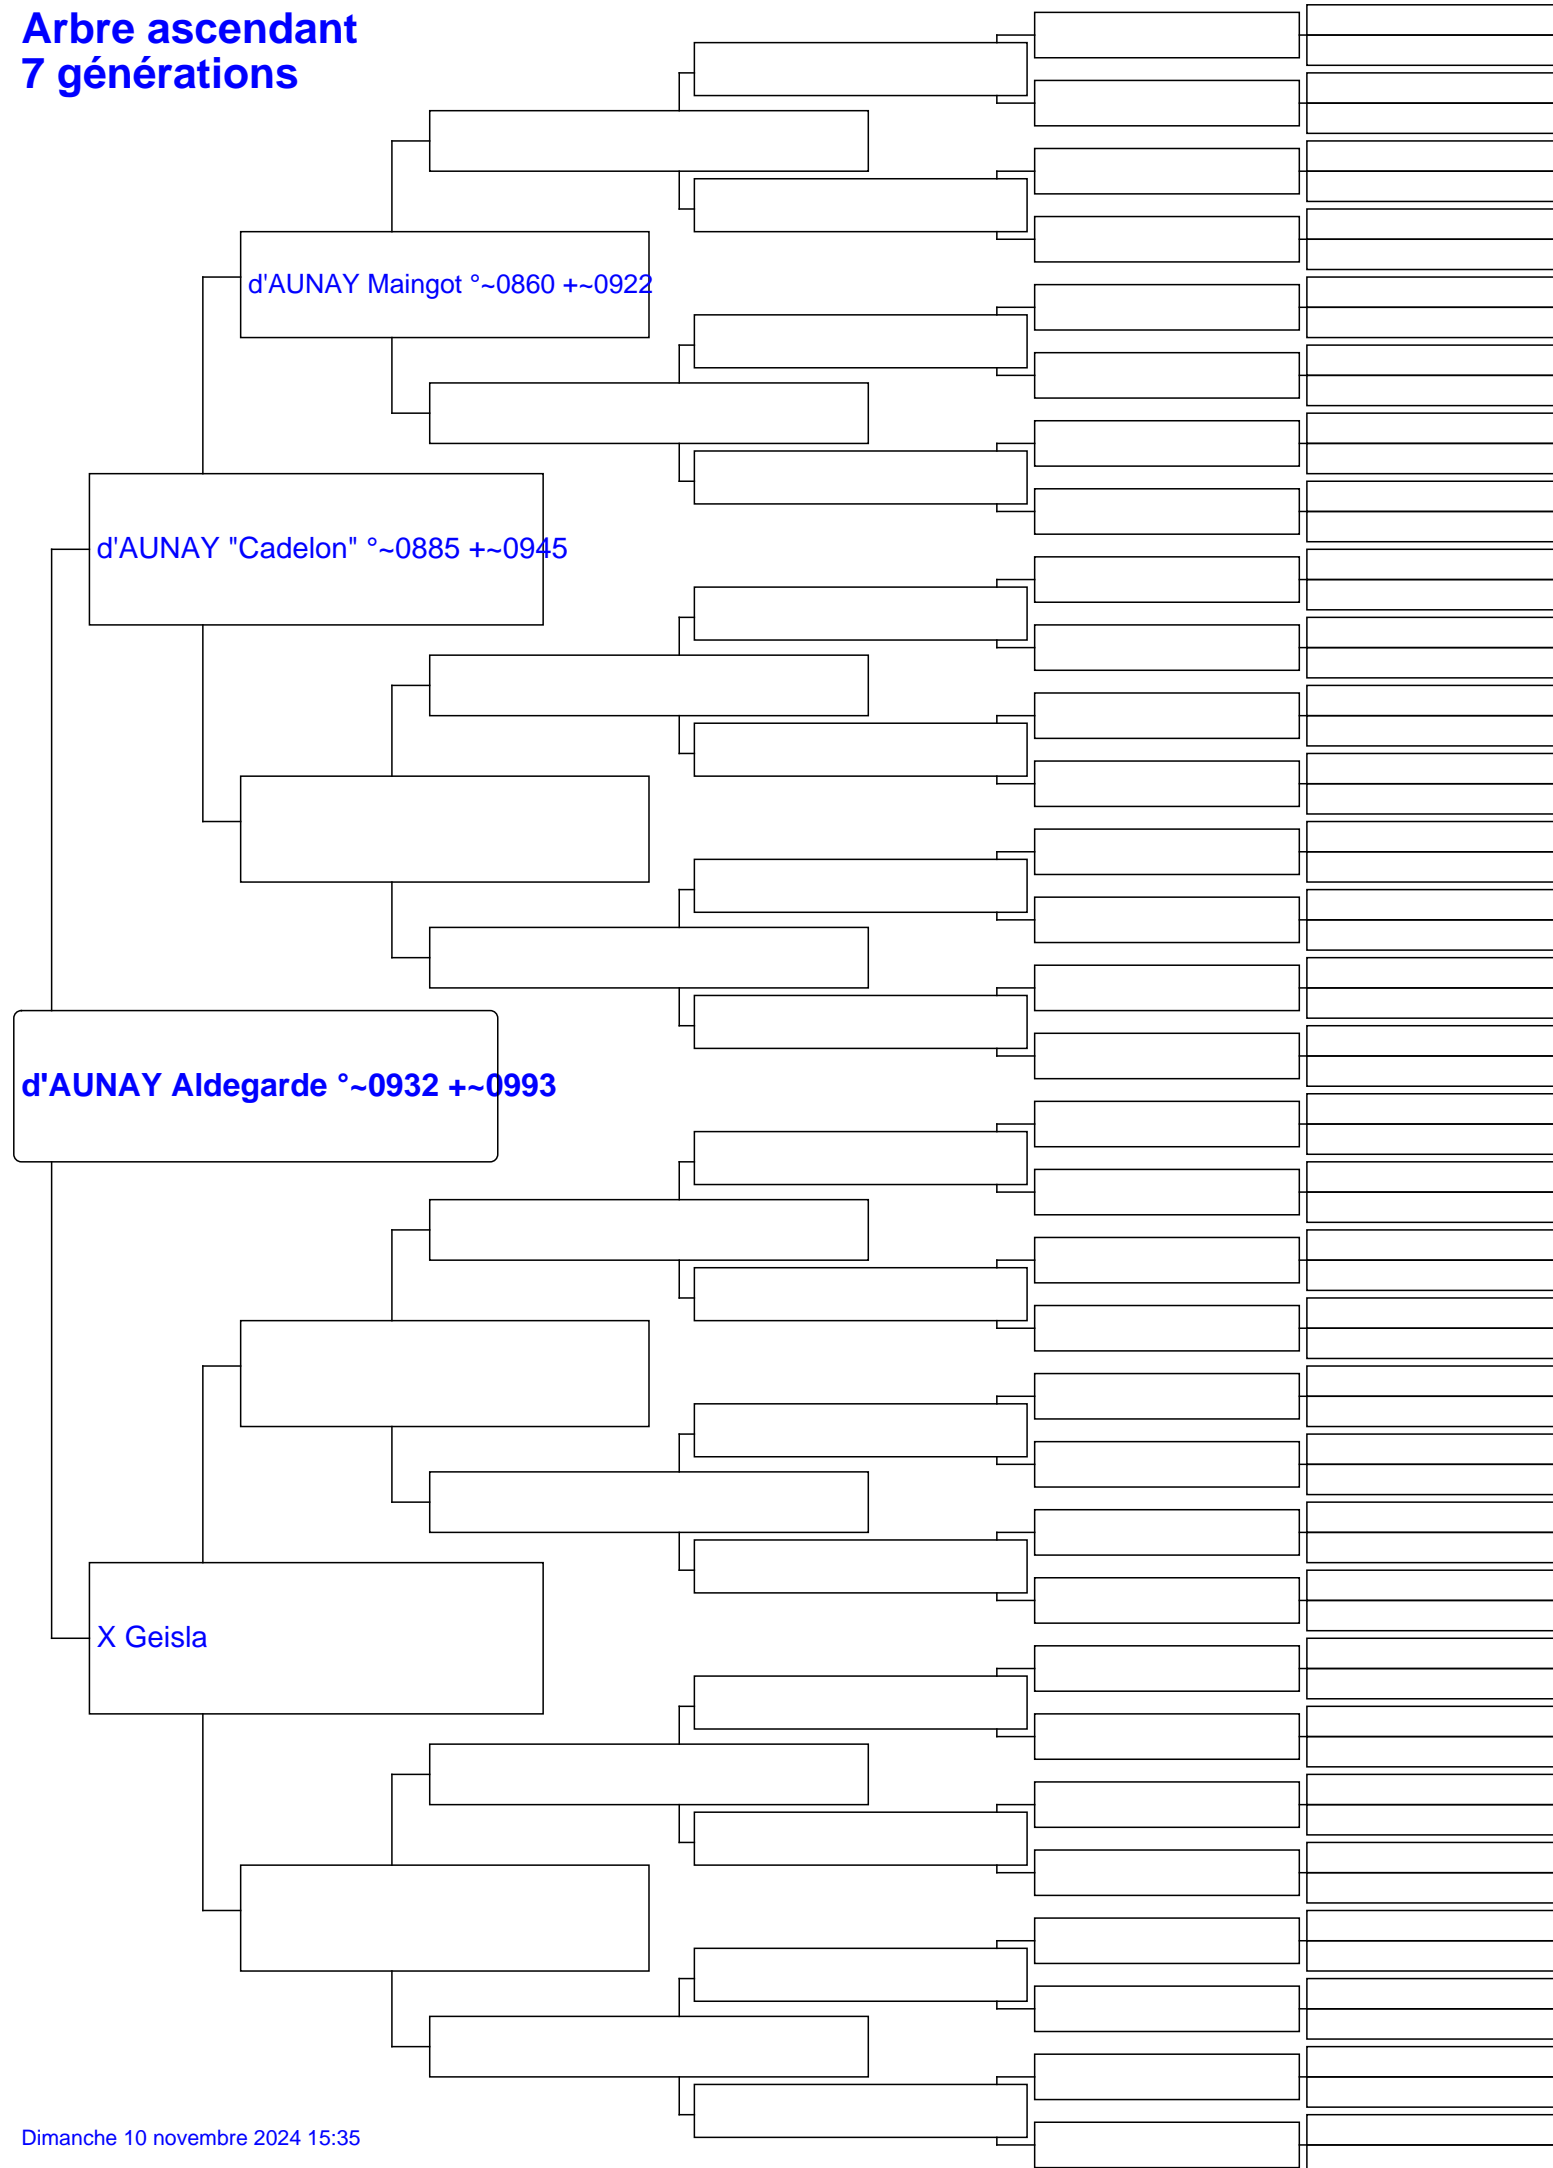 Arbre ascendant
7 générations
d'AUNAY Maingot °~0860 +~0922
d'AUNAY "Cadelon" °~0885 +~0945
d'AUNAY Aldegarde °~0932 +~0993
X Geisla
Dimanche 10 novembre 2024 15:35